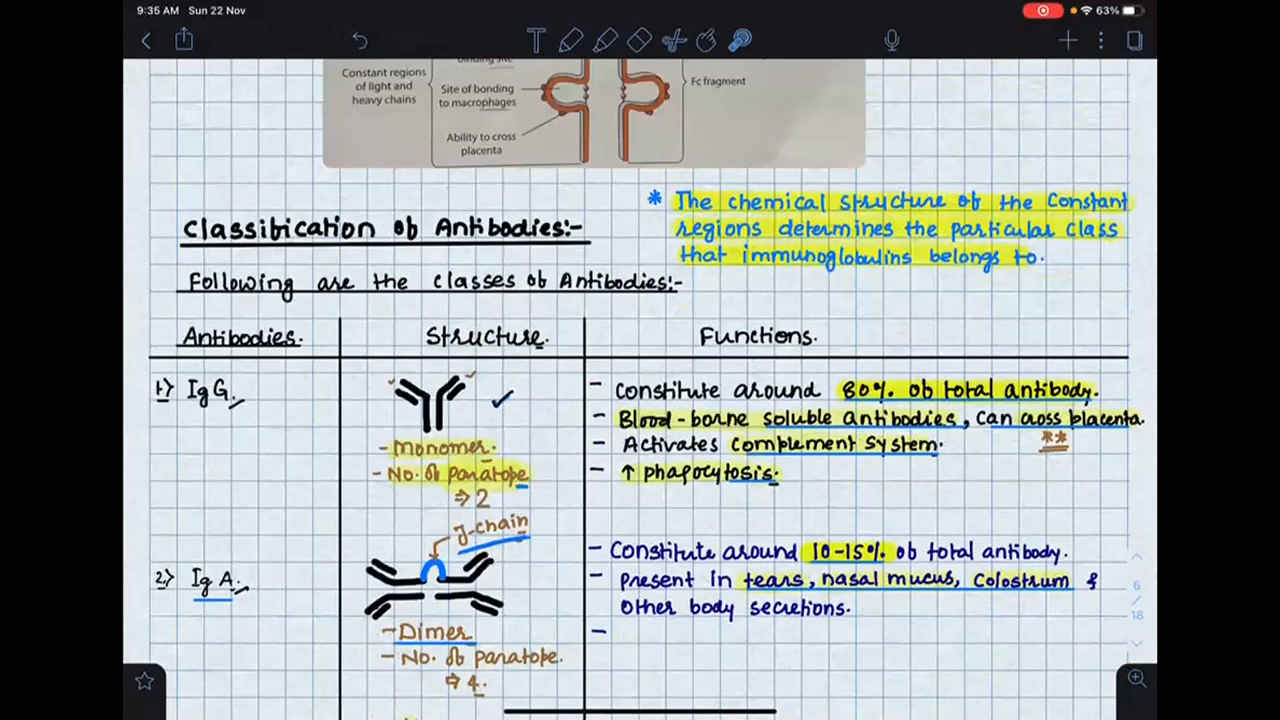 9:35 AM Sun 22 Nov
63%
binding site
Constant regions
of light and
heavy chains
Site of bonding
to macrophages
Fc fragment
Ability to cross
placenta
* The chemical structure of the Constant
regions determines the particular class
that immunoglobulins belongs to.
Classification of Antibodies:-
Following are the classes of Antibodies:-
Antibodies.
Structure.
Functions.
1.) IgG.
- Monomer.
- No. of paratope
⇒ 2
- Constitute around 80% of total antibody.
- Blood-borne soluble antibodies, Can cross placenta.
**
- Activates Complement System.
- ↑ phagocytosis.
2.) IgA.
J-chain
- Dimer
- No. of paratope.
⇒ 4.
- Constitute around 10-15% of total antibody.
- Present in tears, nasal mucus, Colostrum &
Other body secretions.
-
6
/
18